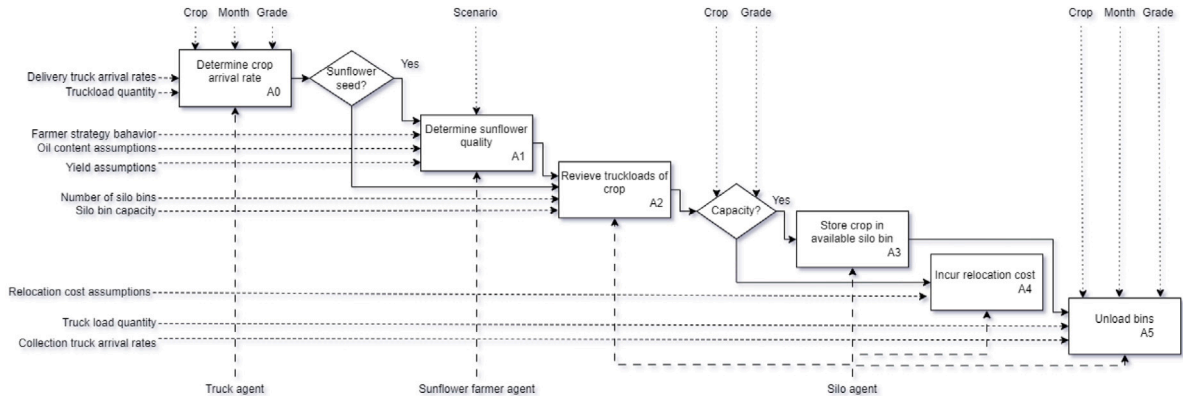 Crop Month Grade
Scenario
Crop Grade
Crop Month Grade
Determine crop
arrival rate
A0
Sunflower
seed?
Yes
Delivery truck arrival rates
Truckload quantity
Farmer strategy bahavior
Oil content assumptions
Yield assumptions
Determine sunflower
quality
A1
Number of silo bins
Silo bin capacity
Revieve truckloads of
crop
A2
Capacity?
Yes
Store crop in
available silo bin
A3
Incur relocation cost
A4
Relocation cost assumptions
Truck load quantity
Collection truck arrival rates
Unload bins
A5
Truck agent
Sunflower farmer agent
Silo agent